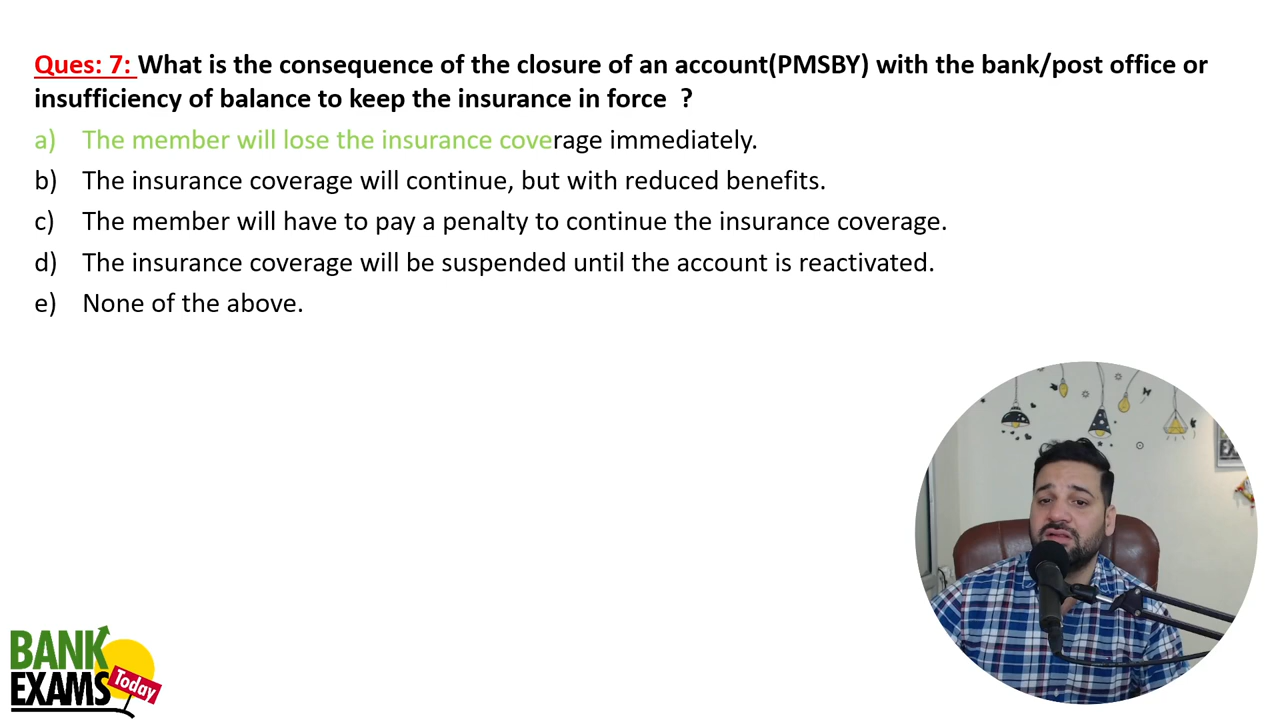 Ques: 7: What is the consequence of the closure of an account(PMSBY) with the bank/post office or
insufficiency of balance to keep the insurance in force ?
a) The member will lose the insurance coverage immediately.
b) The insurance coverage will continue, but with reduced benefits.
c) The member will have to pay a penalty to continue the insurance coverage.
d) The insurance coverage will be suspended until the account is reactivated.
e) None of the above.
BANK
EXAMS
Today